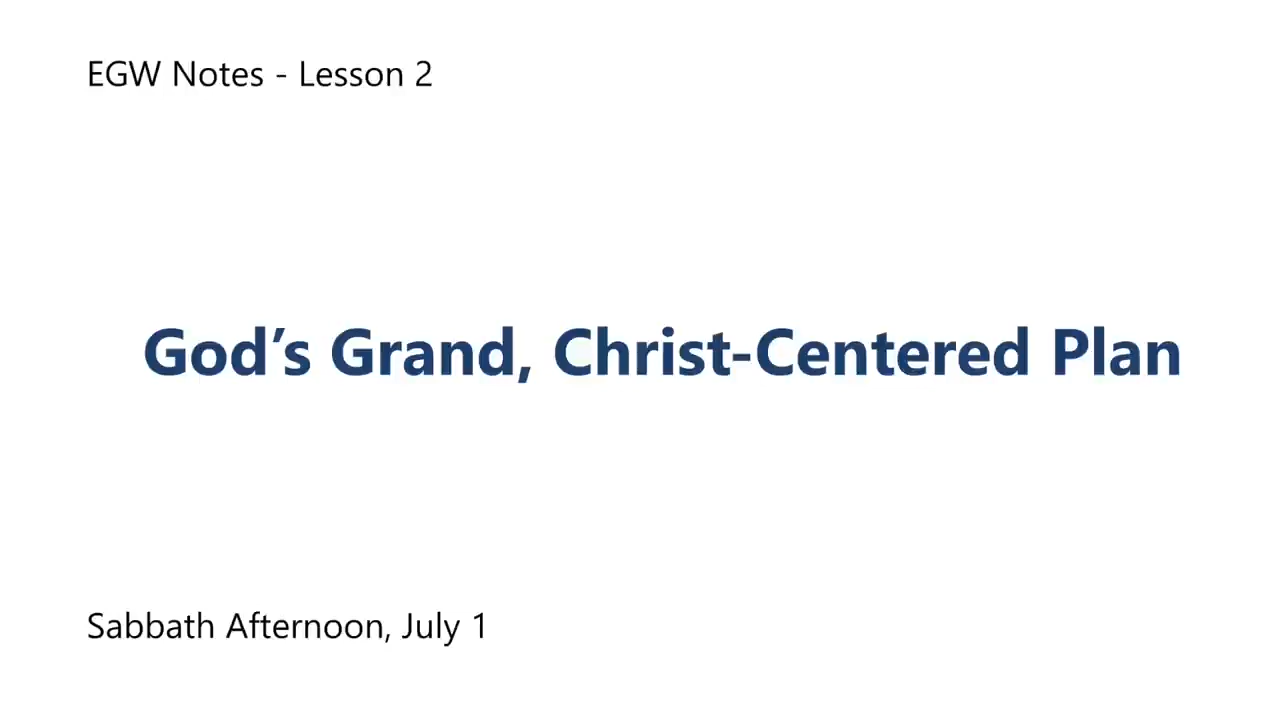 EGW Notes - Lesson 2
God’s Grand, Christ-Centered Plan
Sabbath Afternoon, July 1